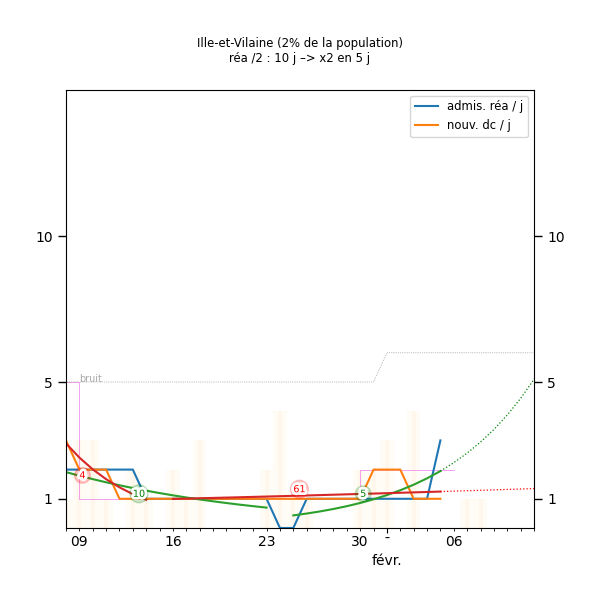 Ille-et-Vilaine (2% de la population)
réa /2 : 10 j –> x2 en 5 j
admis. réa / j
nouv. dc / j
10
10
bruit
5
5
4
10
61
5
1
1
09
16
23
30
-
06
févr.